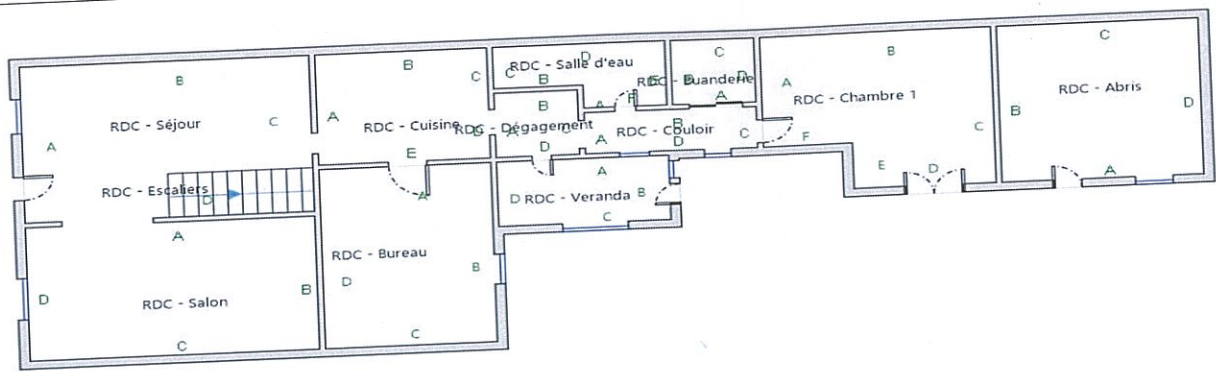 B
RDC - Séjour
C
A
RDC - Escaliers
D
B
C
A
RDC - Cuisine
D
E
C
D
RDC - Salle d'eau
B
E
A
F
C
RDC - Buanderie
B
D
A
B
RDC - Dégagement
A
C
D
B
RDC - Couloir
A
D
C
B
A
RDC - Chambre 1
C
F
E
D
C
RDC - Abris
B
D
A
A
D
RDC - Veranda
B
C
A
RDC - Bureau
D
B
C
A
D
RDC - Salon
B
C